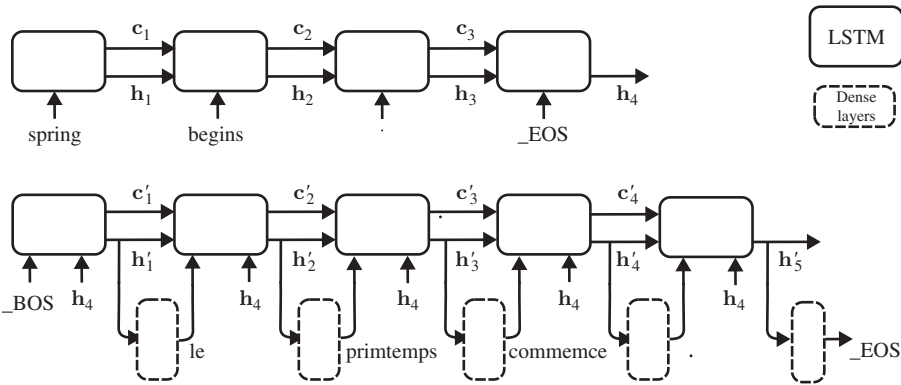 c₁ c₂ c₃ LSTM
h₁ h₂ h₃ h₄
spring begins . _EOS
Dense
layers
c′₁ c′₂ c′₃ c′₄
h′₁ h′₂ h′₃ h′₄ h′₅
_BOS h₄ h₄ h₄ h₄ h₄
le primtemps commemce . _EOS